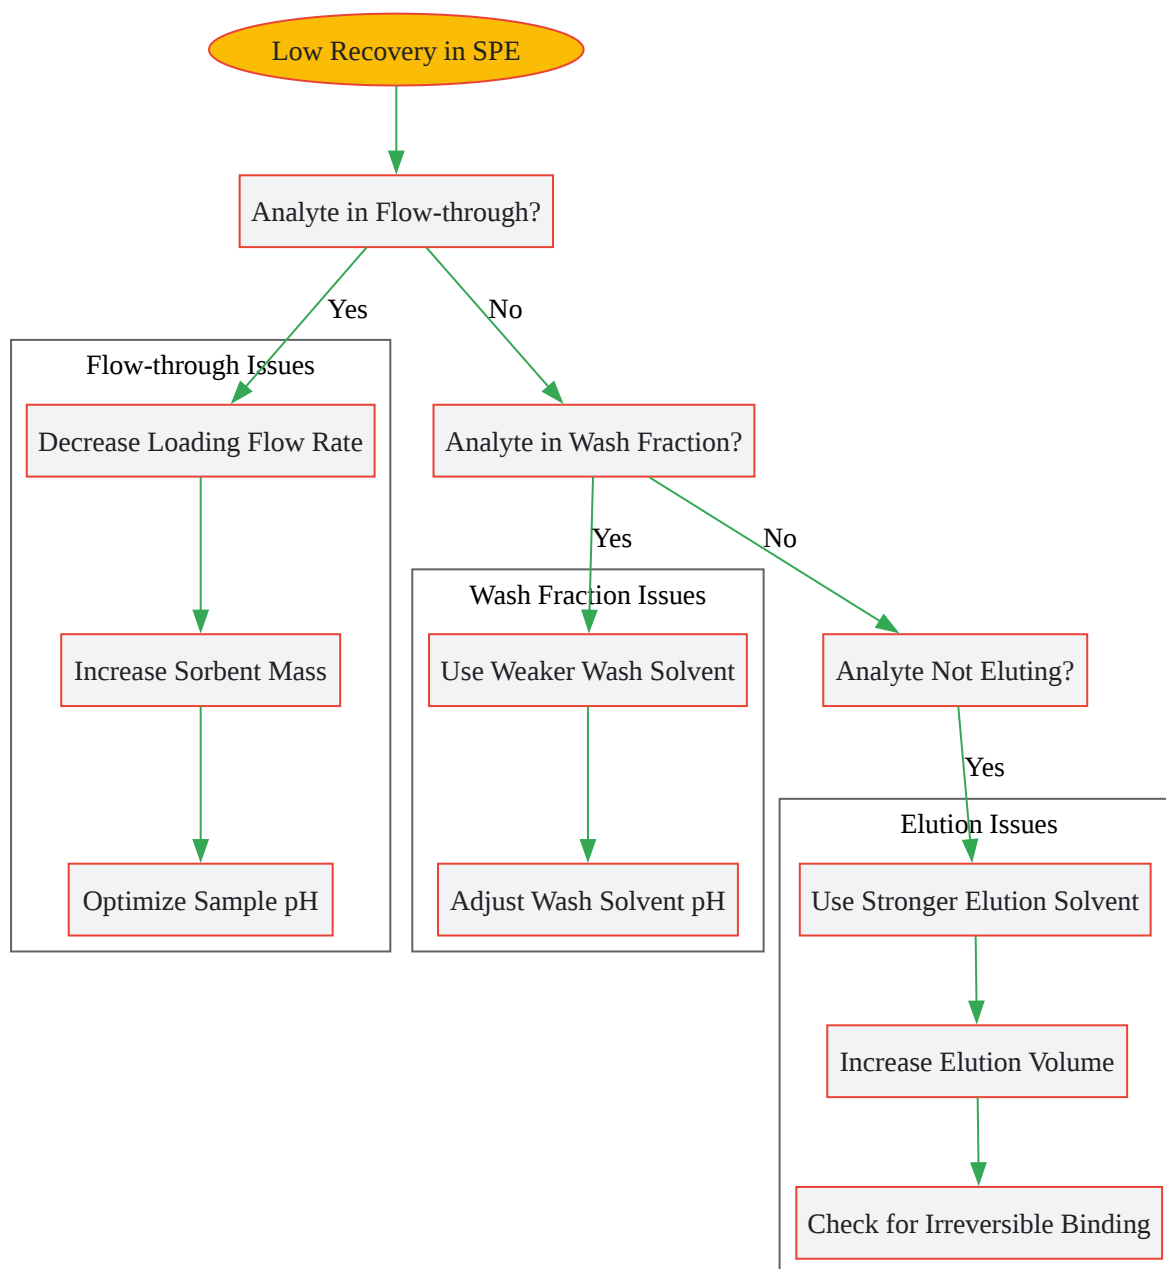 Low Recovery in SPE
Analyte in Flow-through?
Yes
No
Flow-through Issues
Decrease Loading Flow Rate
Analyte in Wash Fraction?
Yes
No
Wash Fraction Issues
Increase Sorbent Mass
Use Weaker Wash Solvent
Analyte Not Eluting?
Yes
Elution Issues
Optimize Sample pH
Adjust Wash Solvent pH
Use Stronger Elution Solvent
Increase Elution Volume
Check for Irreversible Binding